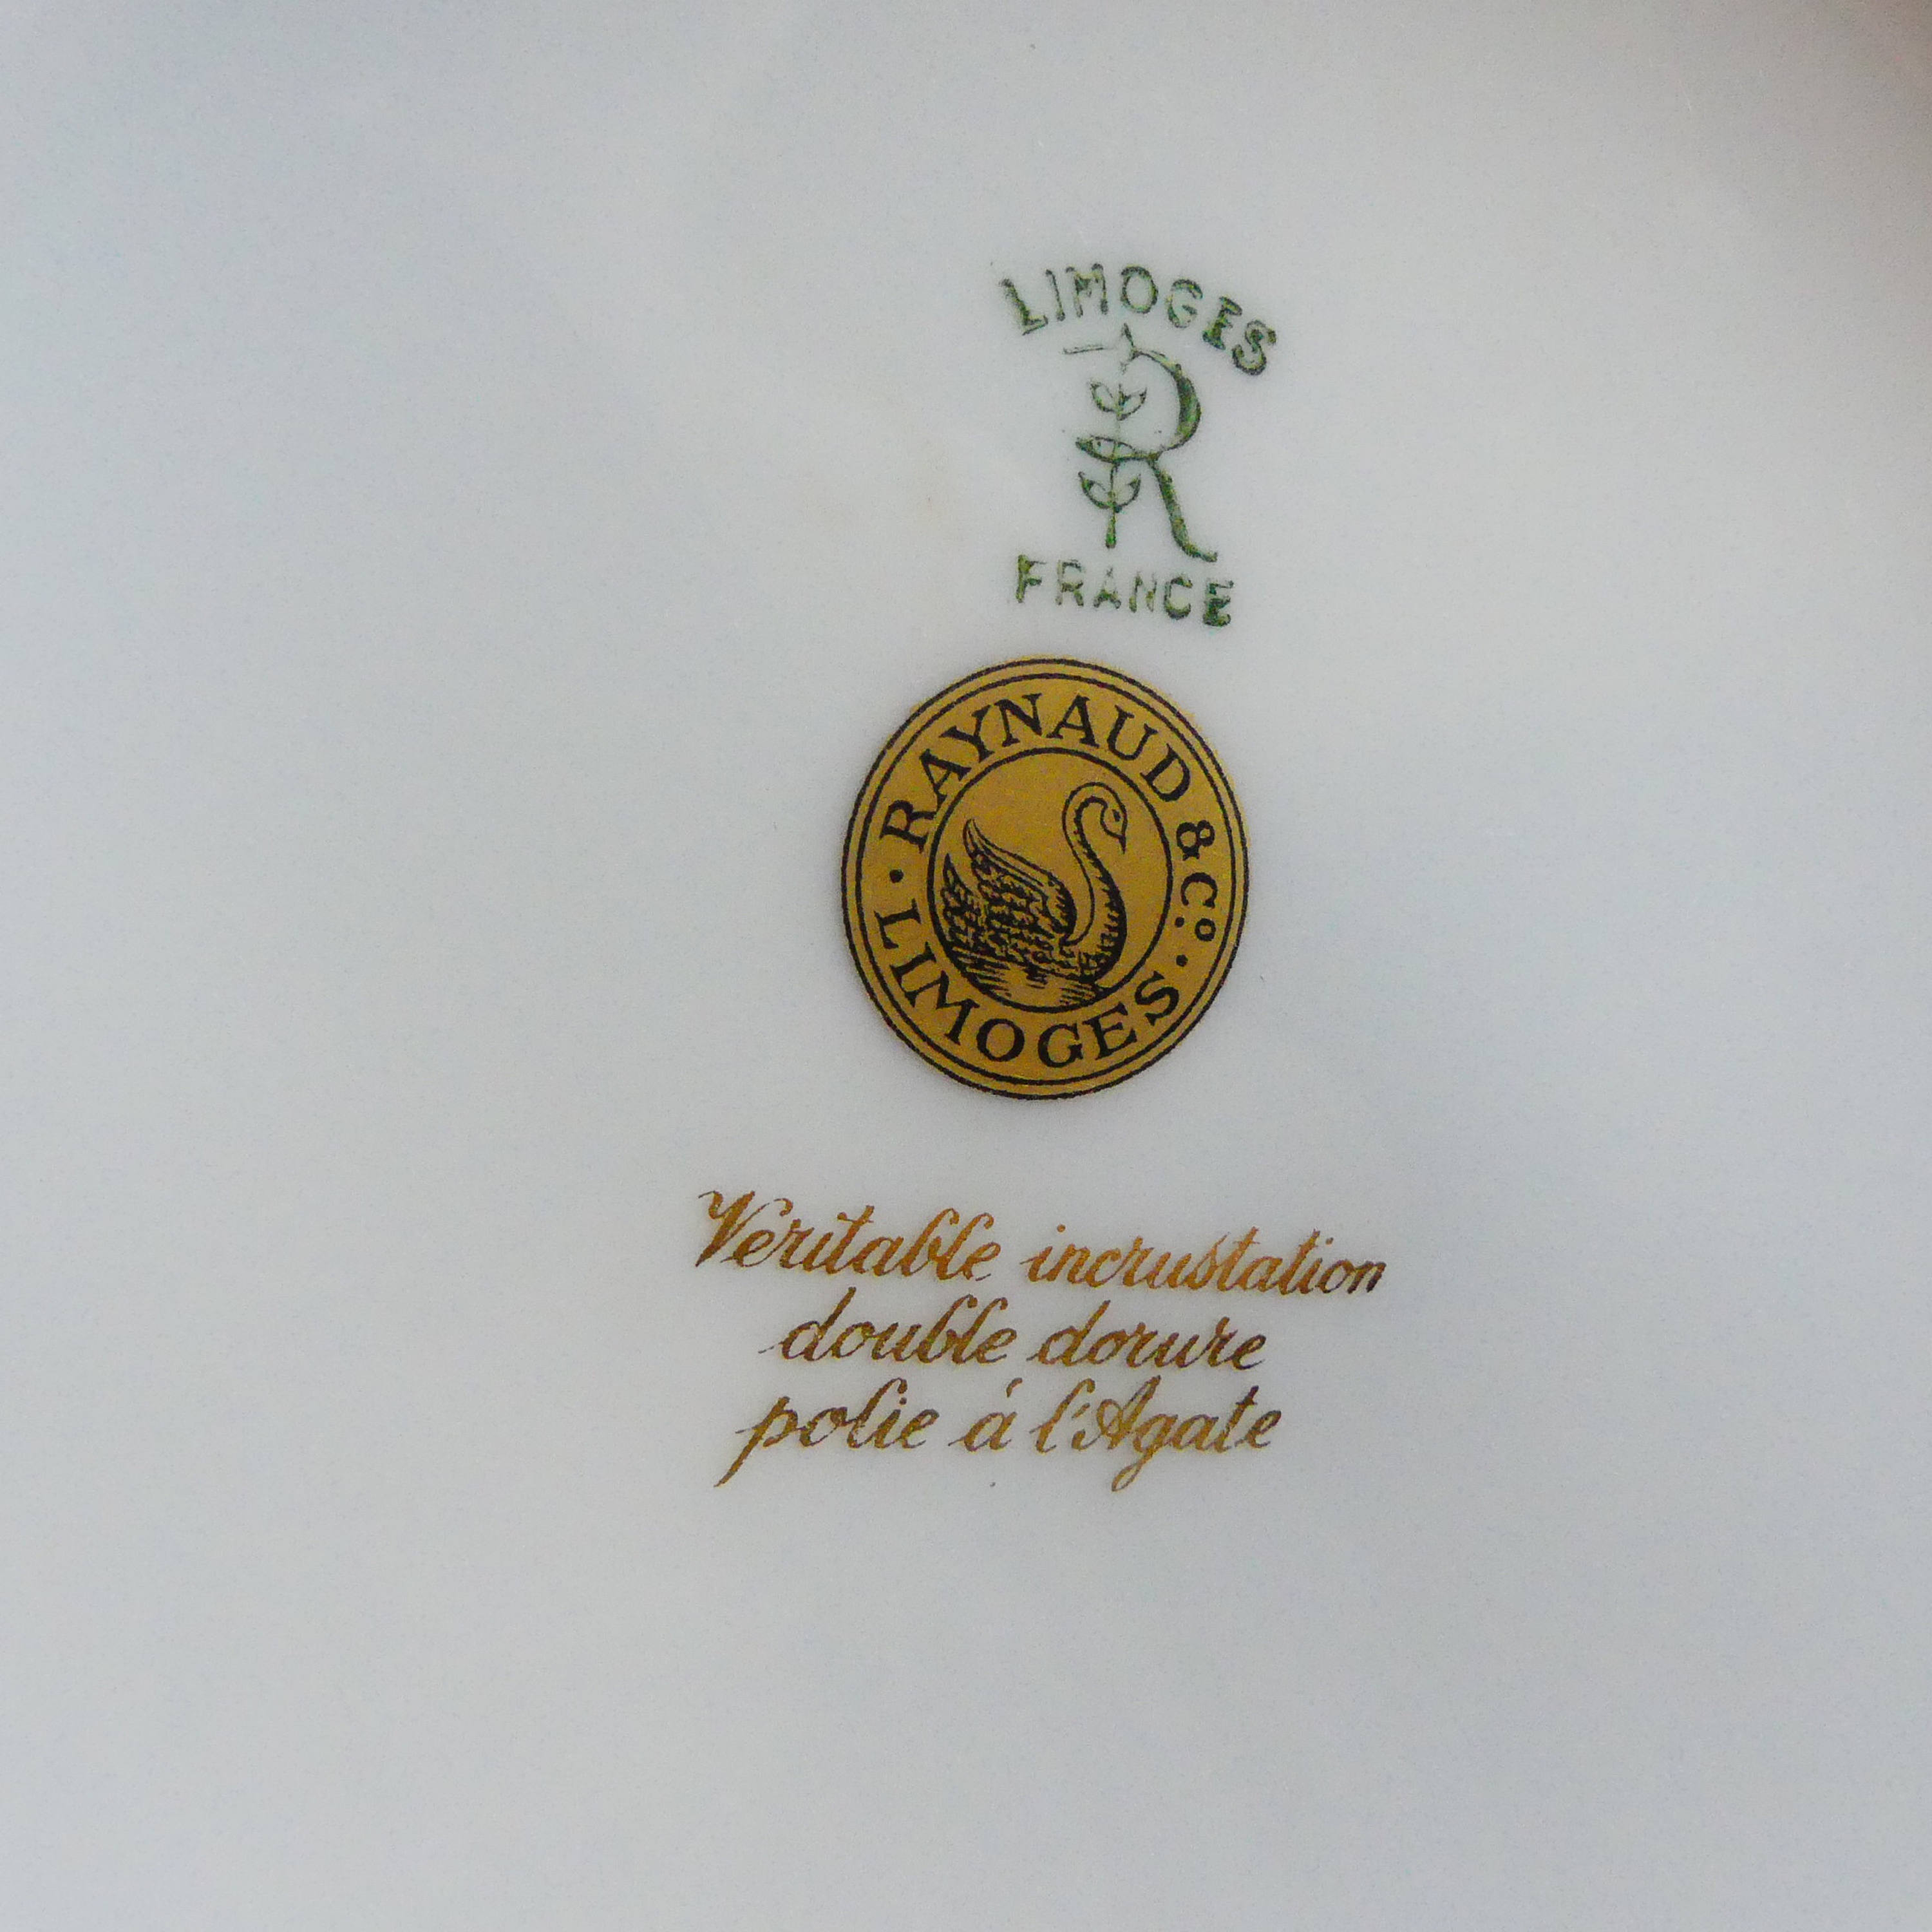 LIMOGES
R
FRANCE
RAYNAUD & Cº.
LIMOGES
Véritable incrustation
double dorure
polie à l'Agate